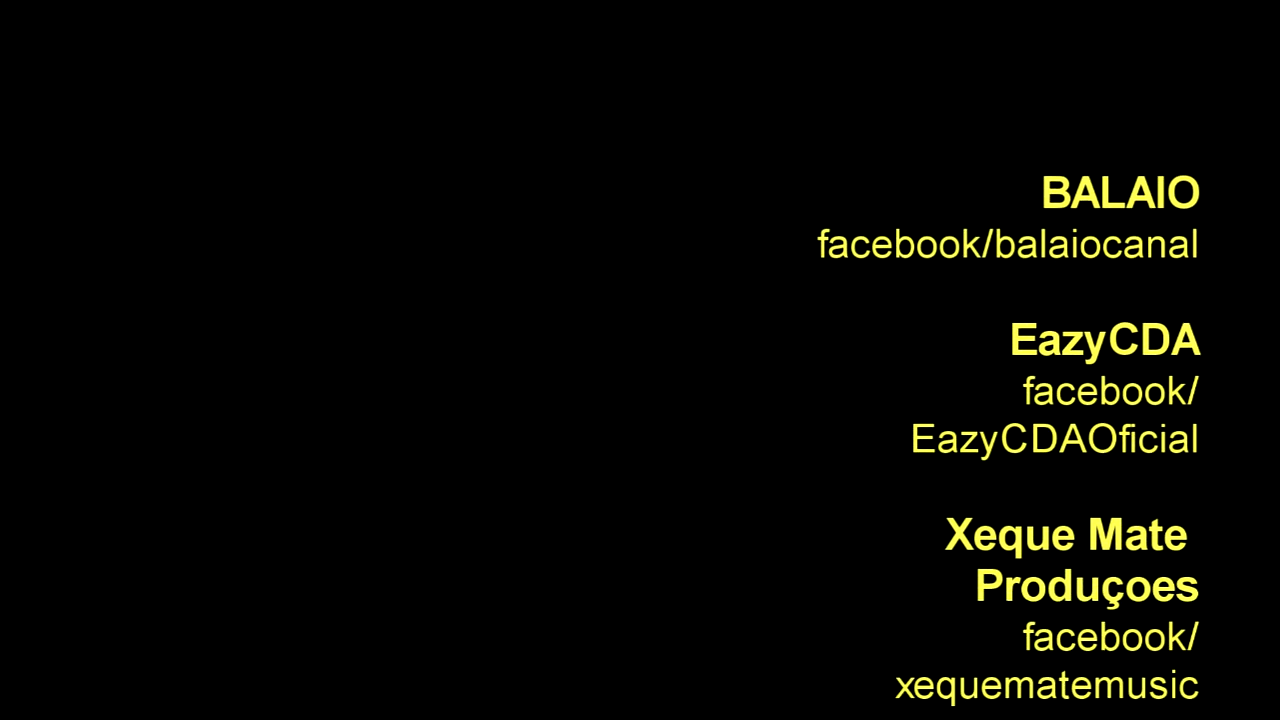 BALAIO
facebook/balaiocanal
EazyCDA
facebook/
EazyCDAOficial
Xeque Mate
Produçoes
facebook/
xequematemusic